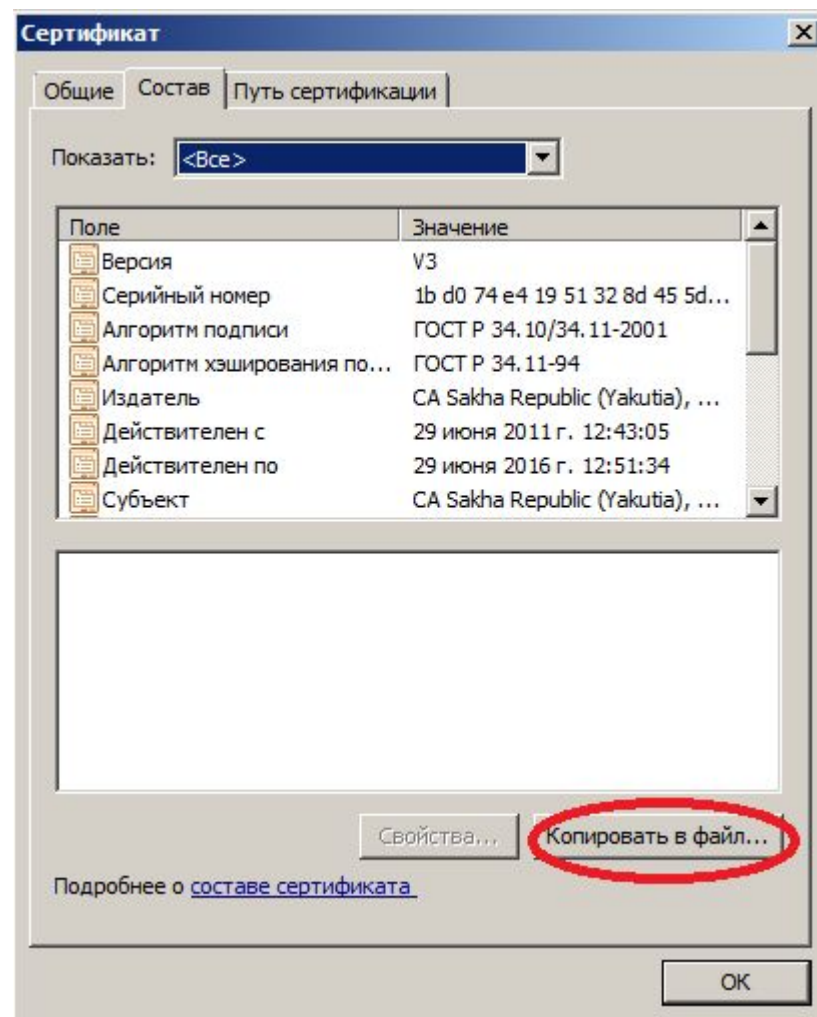 Сертификат
Общие Состав Путь сертификации
Показать: <Все>
Поле Значение
Версия V3
Серийный номер 1b d0 74 e4 19 51 32 8d 45 5d...
Алгоритм подписи ГОСТ Р 34.10/34.11-2001
Алгоритм хэширования по... ГОСТ Р 34.11-94
Издатель CA Sakha Republic (Yakutia), ...
Действителен с 29 июня 2011 г. 12:43:05
Действителен по 29 июня 2016 г. 12:51:34
Субъект CA Sakha Republic (Yakutia), ...
Свойства... Копировать в файл...
Подробнее о составе сертификата
ОК